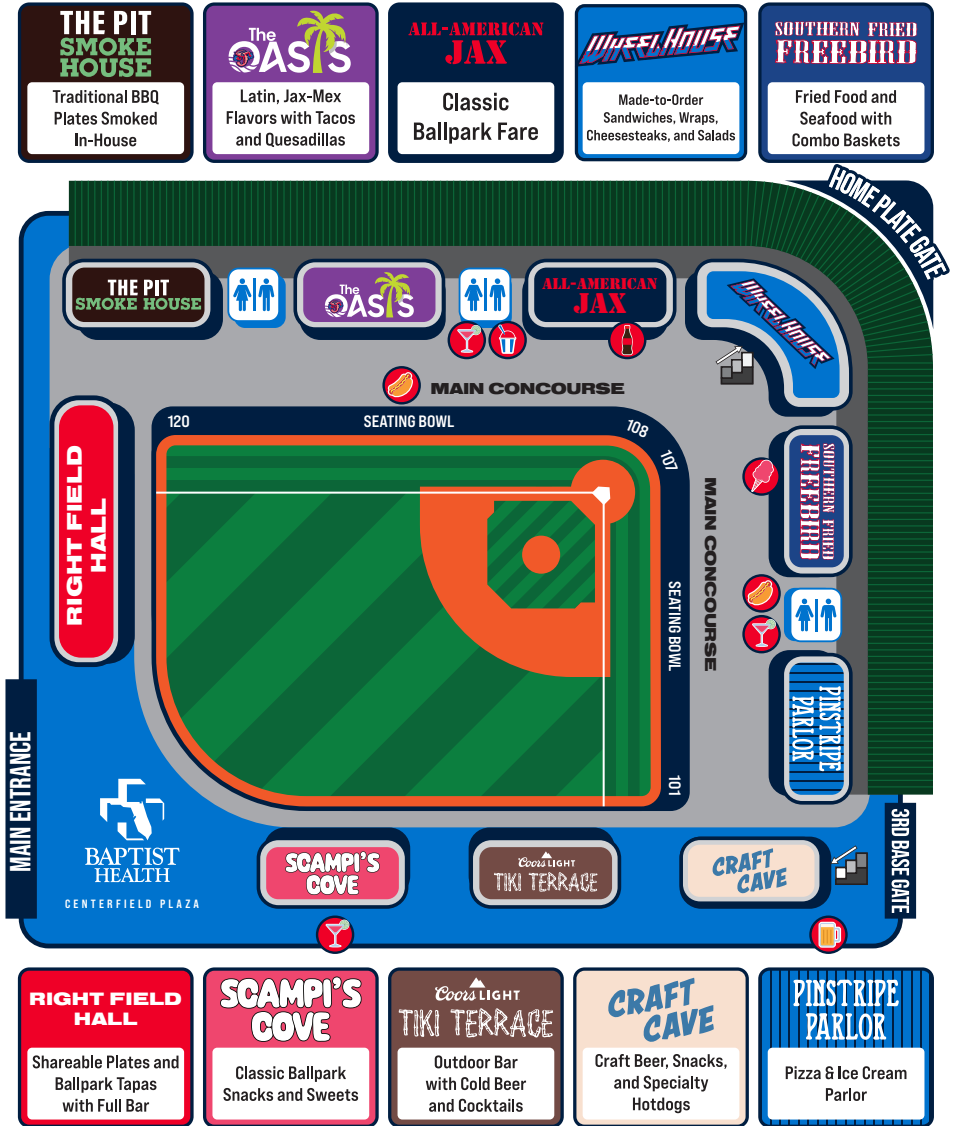 THE PIT
SMOKE
HOUSE
Traditional BBQ
Plates Smoked
In-House
The
OASIS
Latin, Jax-Mex
Flavors with Tacos
and Quesadillas
ALL-AMERICAN
JAX
Classic
Ballpark Fare
WHEELHOUSE
Made-to-Order
Sandwiches, Wraps,
Cheesesteaks, and Salads
SOUTHERN FRIED
FREEBIRD
Fried Food and
Seafood with
Combo Baskets
HOME PLATE GATE
THE PIT
SMOKE HOUSE
The
OASIS
ALL-AMERICAN
JAX
WHEELHOUSE
MAIN CONCOURSE
120
SEATING BOWL
108
107
RIGHT FIELD
HALL
MAIN CONCOURSE
SOUTHERN FRIED
FREEBIRD
SEATING BOWL
PINSTRIPE
PARLOR
101
MAIN ENTRANCE
BAPTIST
HEALTH
CENTERFIELD PLAZA
SCAMPI'S
COVE
Coors LIGHT
TIKI TERRACE
CRAFT
CAVE
3RD BASE GATE
RIGHT FIELD
HALL
Shareable Plates and
Ballpark Tapas
with Full Bar
SCAMPI'S
COVE
Classic Ballpark
Snacks and Sweets
Coors LIGHT
TIKI TERRACE
Outdoor Bar
with Cold Beer
and Cocktails
CRAFT
CAVE
Craft Beer, Snacks,
and Specialty
Hotdogs
PINSTRIPE
PARLOR
Pizza & Ice Cream
Parlor